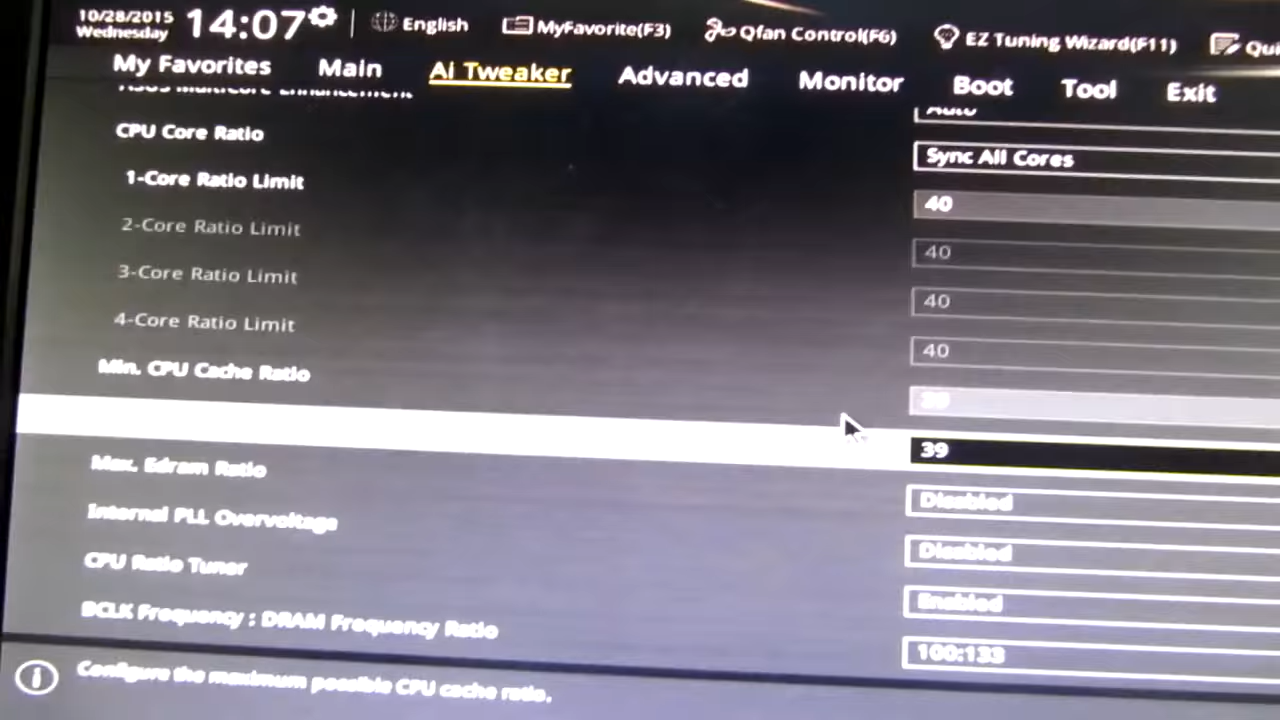 10/28/2015
Wednesday
14:07
English
MyFavorite(F3)
Qfan Control(F6)
EZ Tuning Wizard(F11)
My Favorites
Main
Ai Tweaker
Advanced
Monitor
Boot
Tool
Exit
Auto
CPU Core Ratio
Sync All Cores
1-Core Ratio Limit
40
2-Core Ratio Limit
40
3-Core Ratio Limit
40
4-Core Ratio Limit
40
Min. CPU Cache Ratio
39
Max. Edram Ratio
Disabled
Internal PLL Overvoltage
Disabled
CPU Ratio Tuner
Enabled
BCLK Frequency : DRAM Frequency Ratio
100:133
Configure the maximum possible CPU cache ratio.